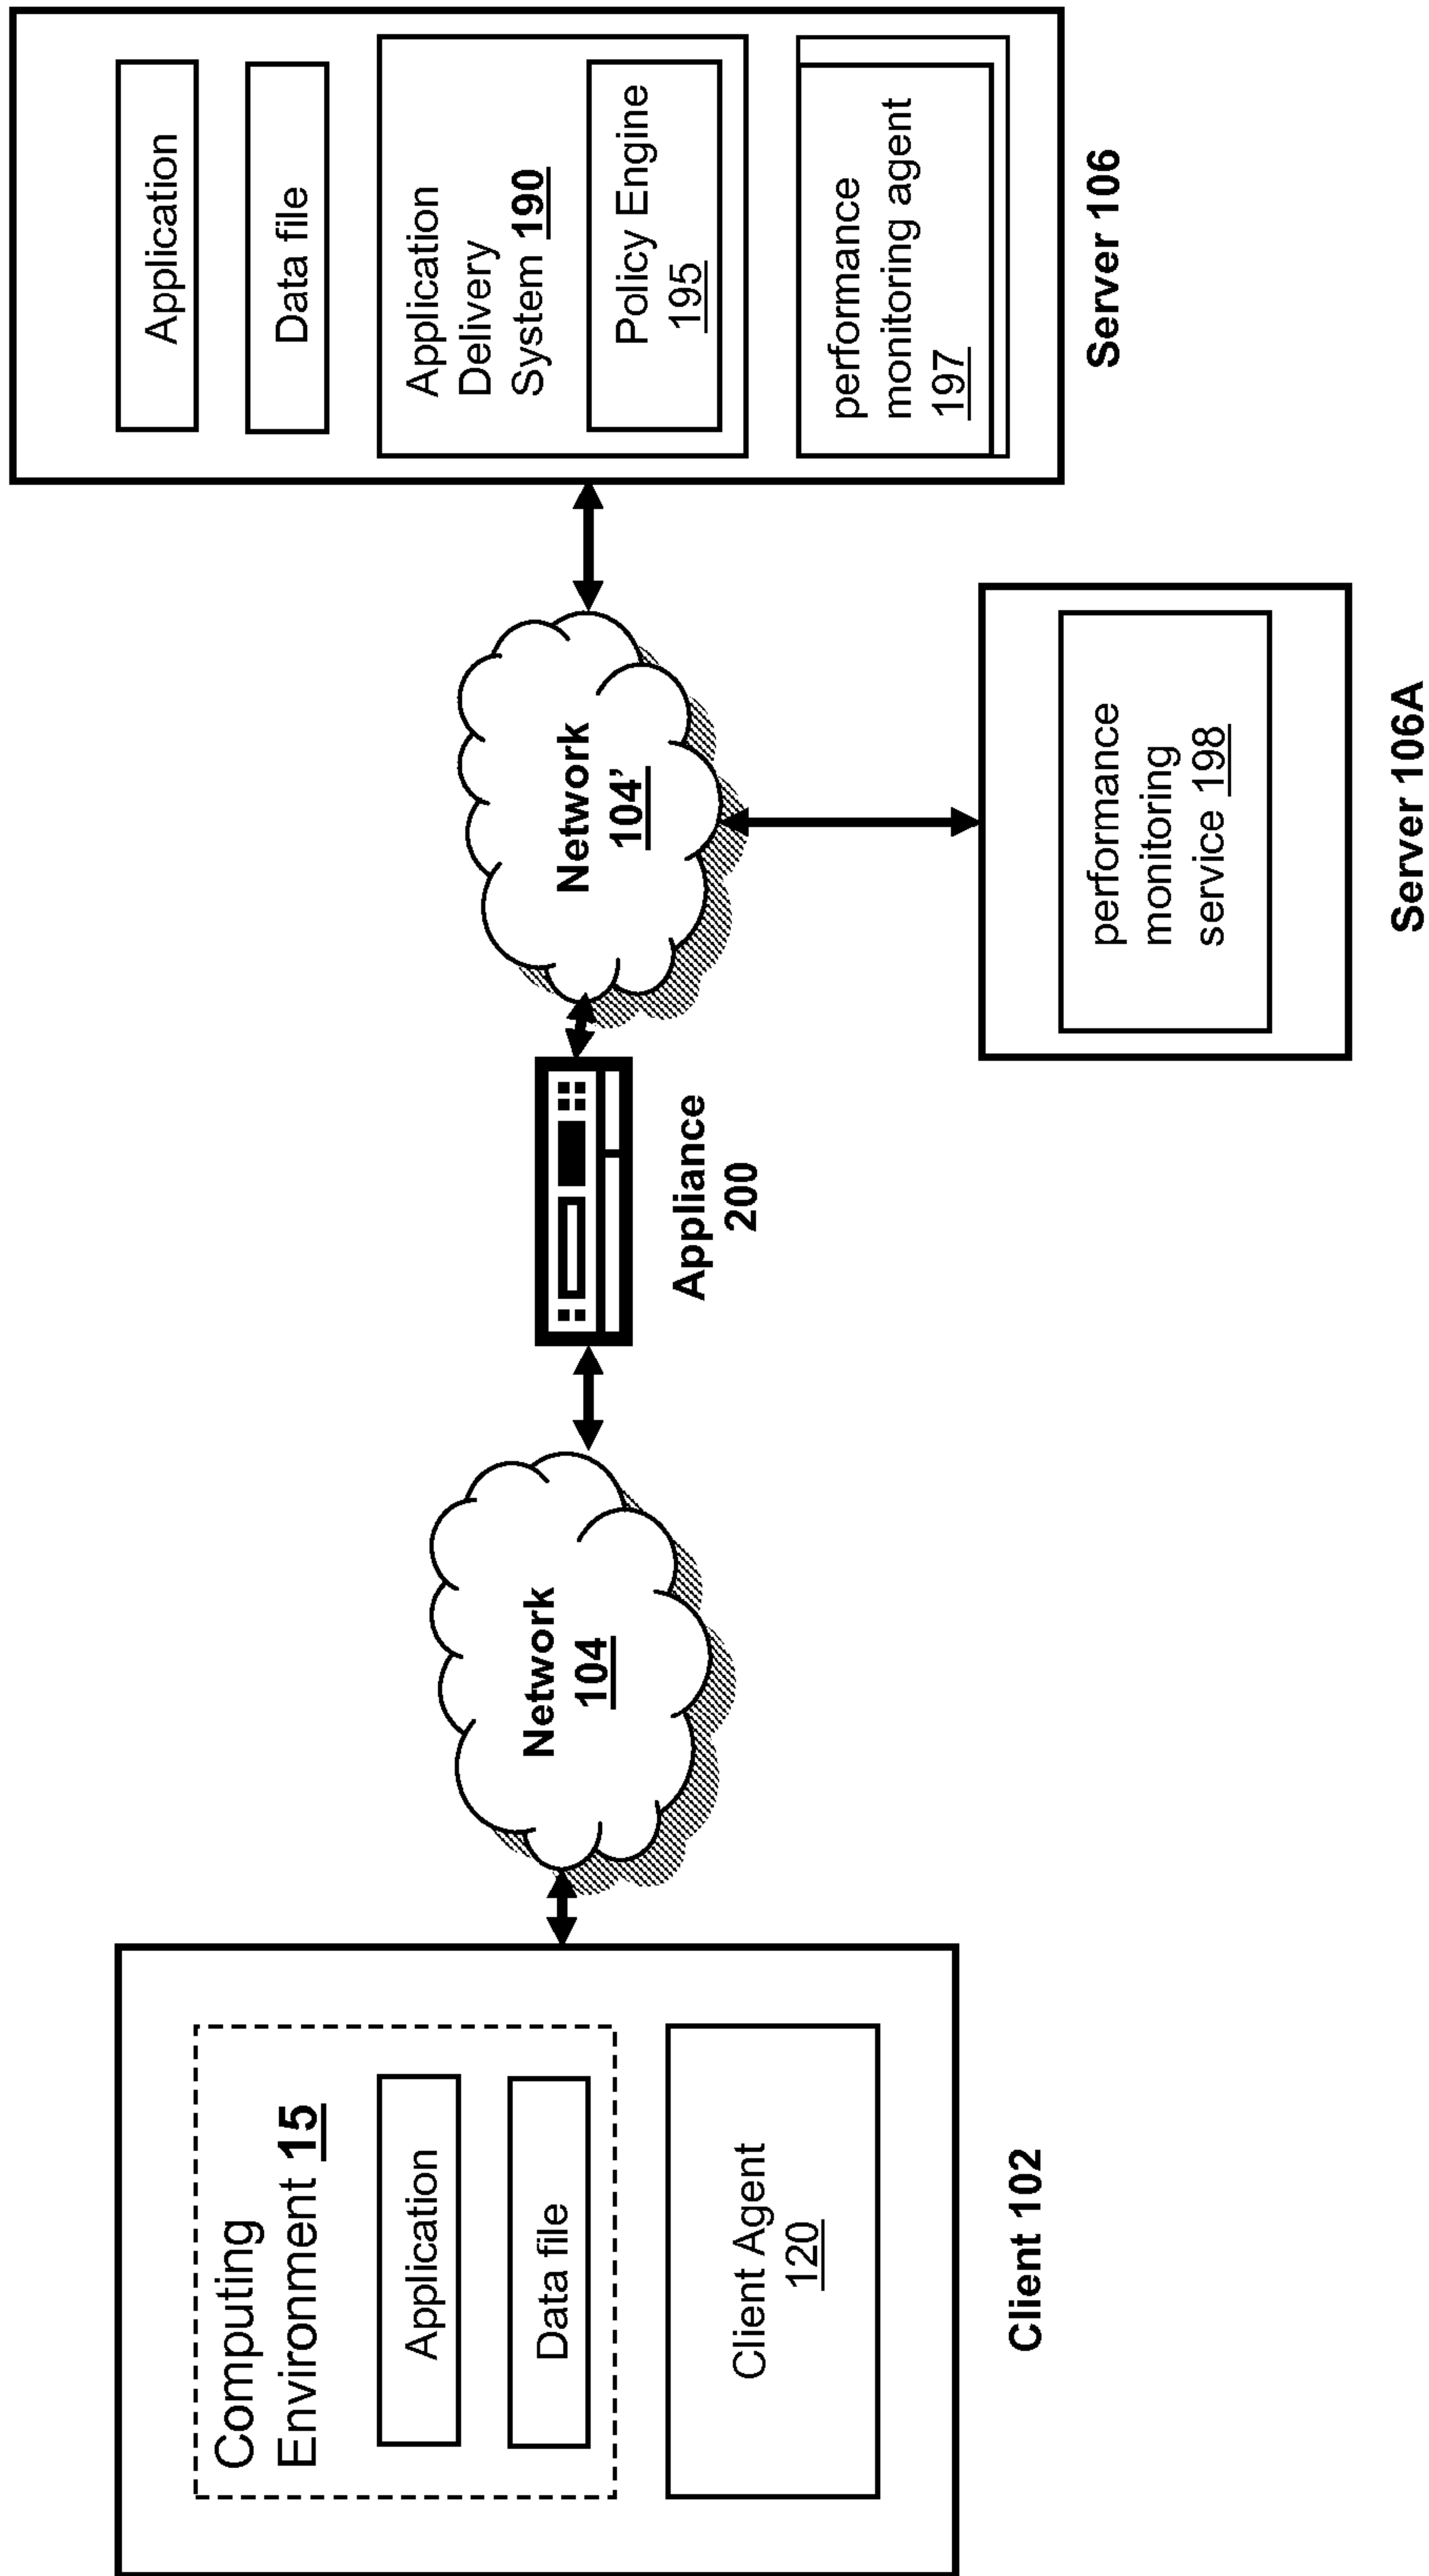 Computing
Environment 15
Application
Data file
Client Agent
120
Client 102
Network
104
Appliance
200
Network
104’
performance
monitoring
service 198
Server 106A
Application
Data file
Application
Delivery
System 190
Policy Engine
195
performance
monitoring agent
197
Server 106